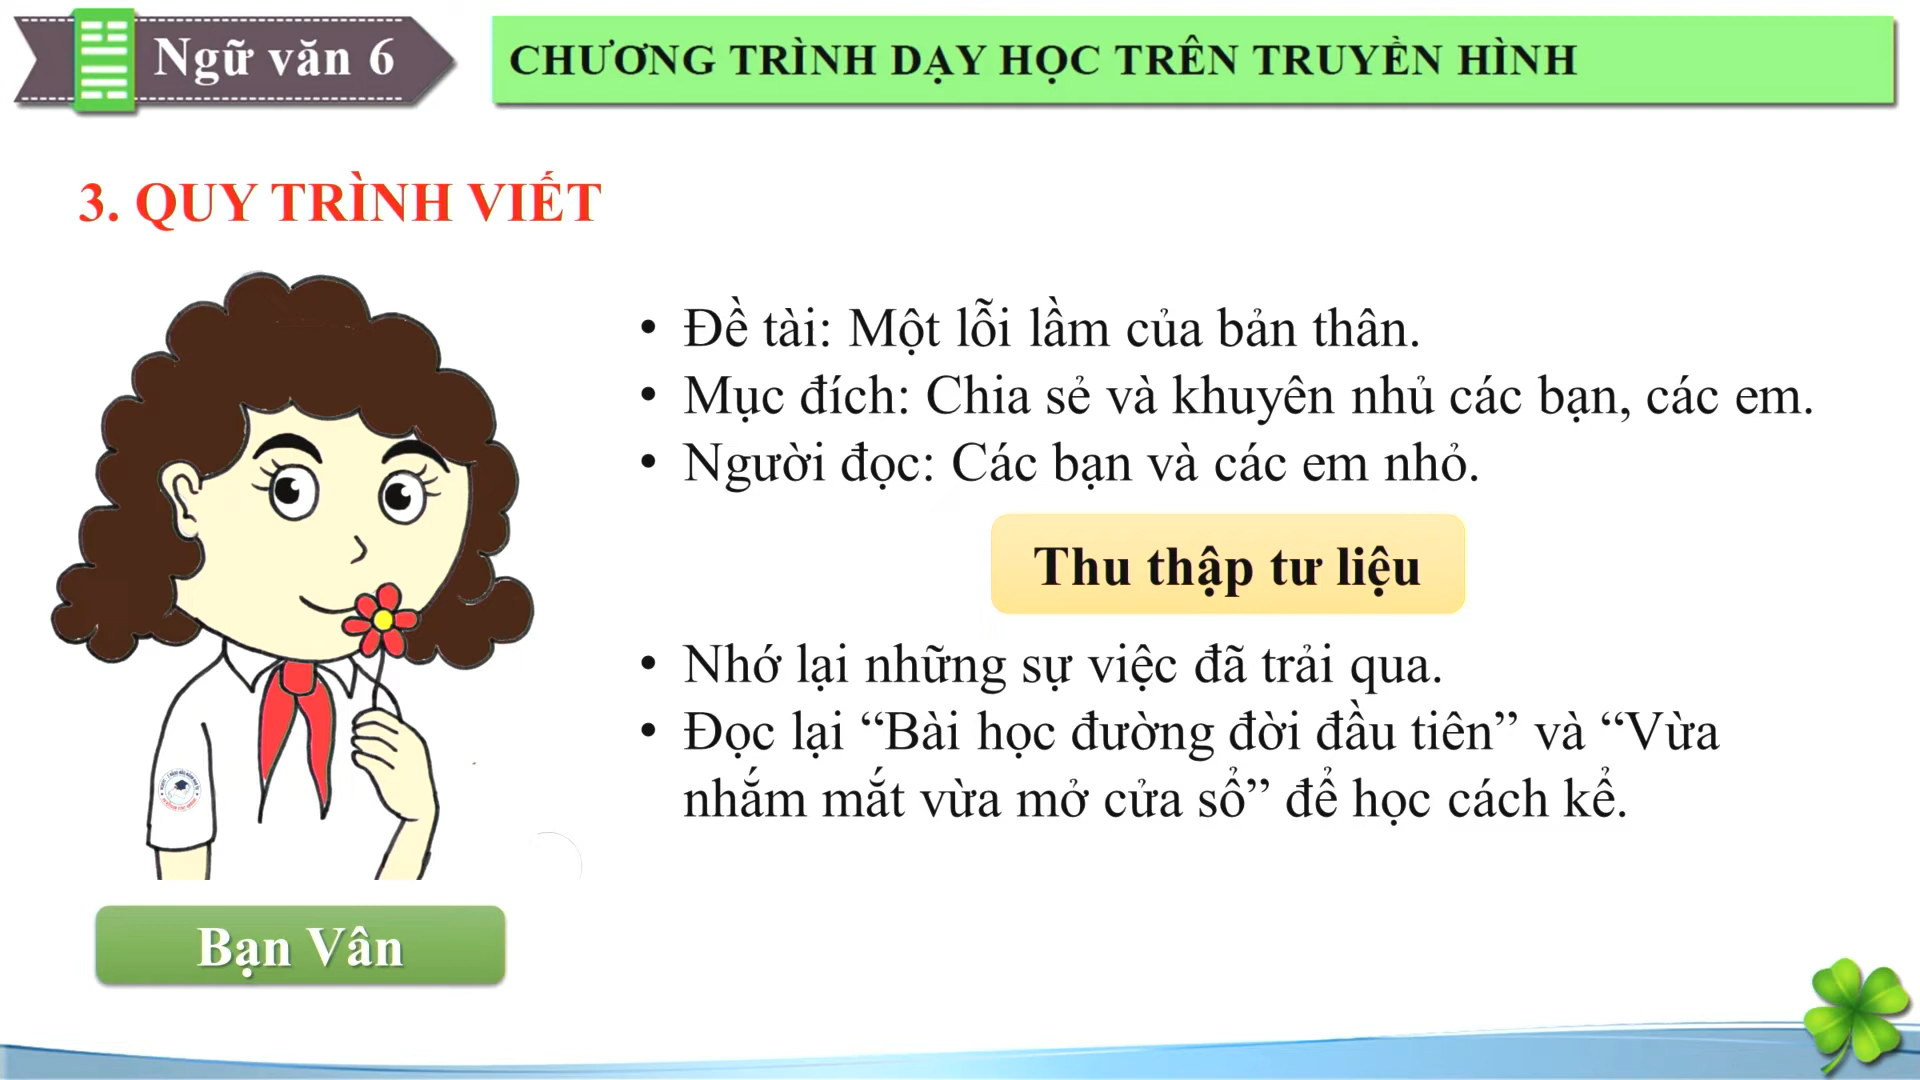 Ngữ văn 6
CHƯƠNG TRÌNH DẠY HỌC TRÊN TRUYỀN HÌNH
3. QUY TRÌNH VIẾT
• Đề tài: Một lỗi lầm của bản thân.
• Mục đích: Chia sẻ và khuyên nhủ các bạn, các em.
• Người đọc: Các bạn và các em nhỏ.
Thu thập tư liệu
• Nhớ lại những sự việc đã trải qua.
• Đọc lại “Bài học đường đời đầu tiên” và “Vừa
nhắm mắt vừa mở cửa sổ” để học cách kể.
Bạn Vân